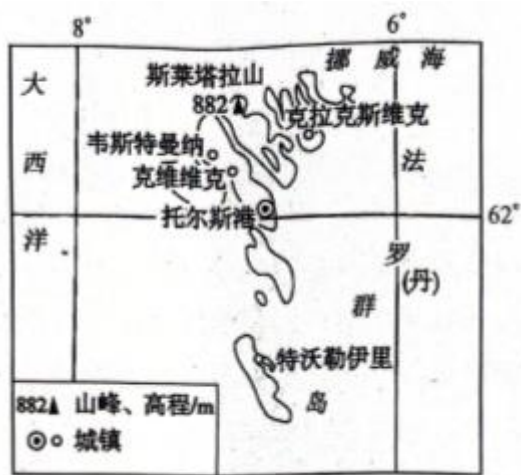 8° 6°
大西洋
挪威海
斯莱塔拉山
882
克拉克斯维克
韦斯特曼纳
克维维克
托尔斯港
62°
法罗群岛
(丹)
特沃勒伊里
882▲ 山峰、高程/m
城镇